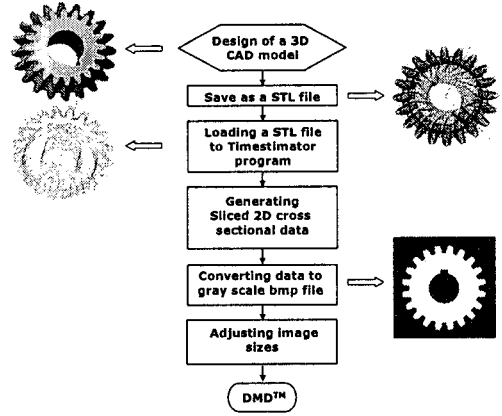 Design of a 3D
CAD model
Save as a STL file
Loading a STL file
to Timestimator
program
Generating
Sliced 2D cross
sectional data
Converting data to
gray scale bmp file
Adjusting image
sizes
DMD™